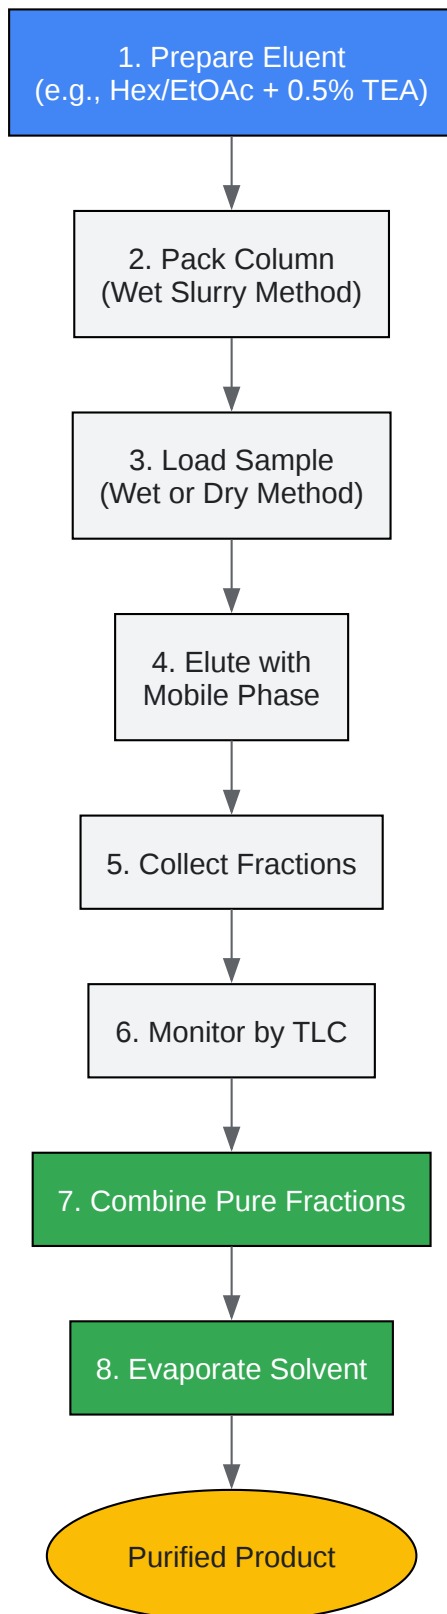 1. Prepare Eluent
(e.g., Hex/EtOAc + 0.5% TEA)
2. Pack Column
(Wet Slurry Method)
3. Load Sample
(Wet or Dry Method)
4. Elute with
Mobile Phase
5. Collect Fractions
6. Monitor by TLC
7. Combine Pure Fractions
8. Evaporate Solvent
Purified Product